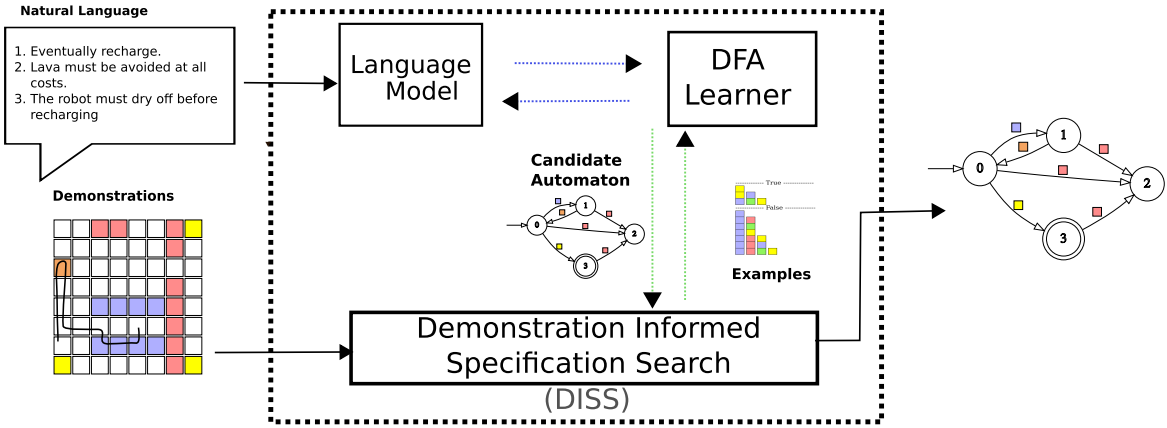 Natural Language
1. Eventually recharge.
2. Lava must be avoided at all
costs.
3. The robot must dry off before
recharging
Demonstrations
Language
Model
DFA
Learner
Candidate
Automaton
0
1
2
3
True
False
Examples
Demonstration Informed
Specification Search
(DISS)
0
1
2
3